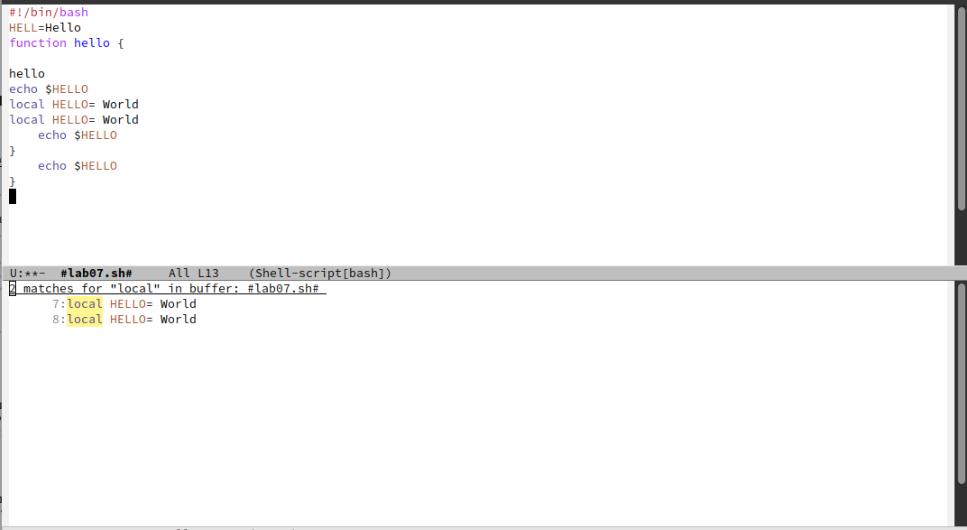 #!/bin/bash
HELL=Hello
function hello {
hello
echo $HELLO
local HELLO= World
local HELLO= World
    echo $HELLO
}
    echo $HELLO
}
U:**-  #lab07.sh#     All L13    (Shell-script[bash])
2 matches for "local" in buffer: #lab07.sh#
      7:local HELLO= World
      8:local HELLO= World